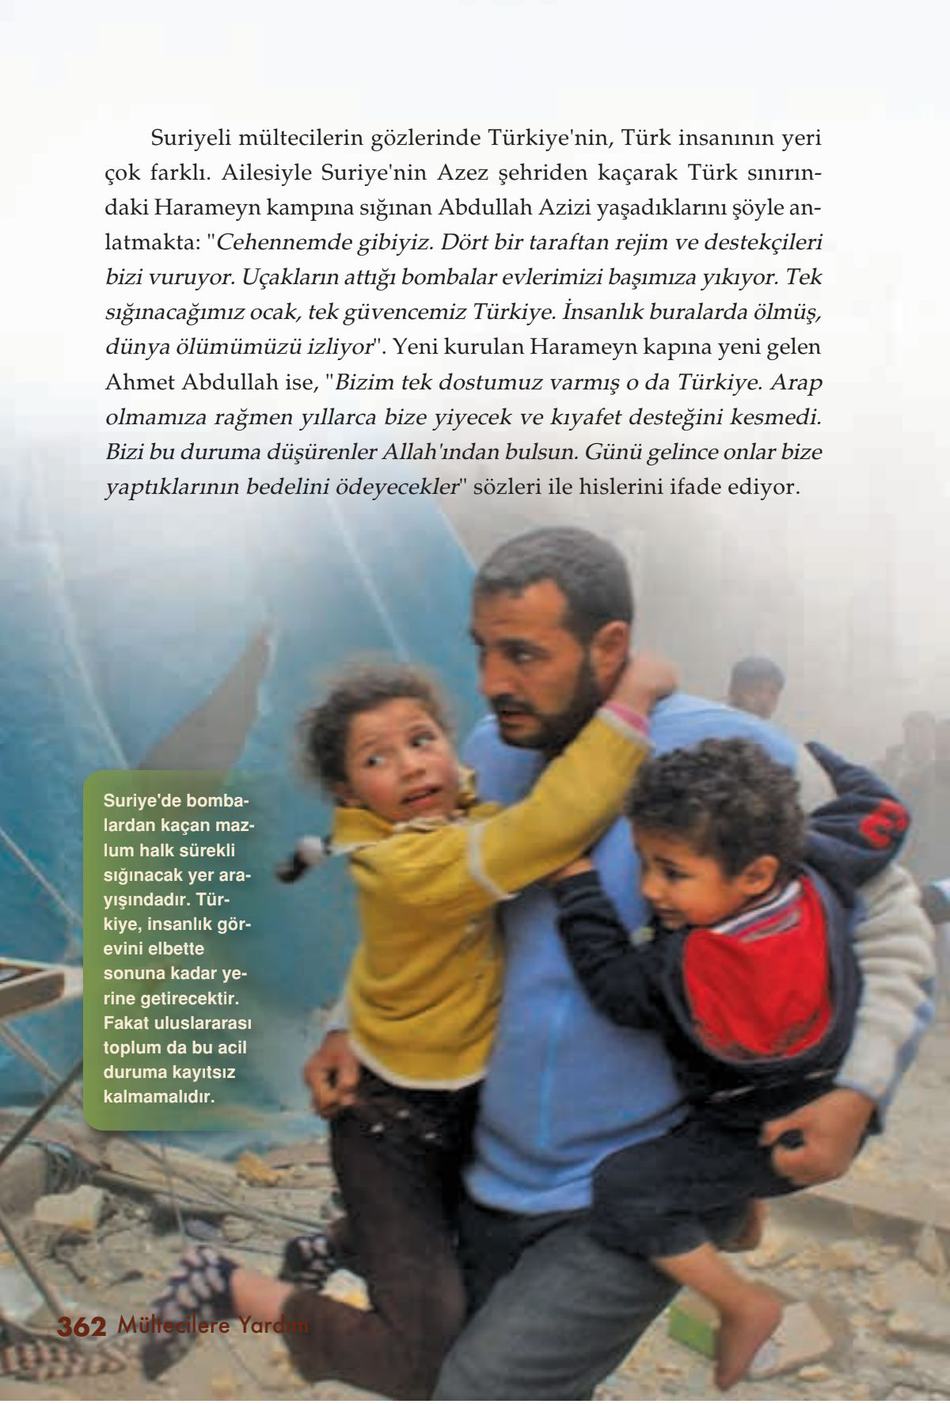 Suriyeli mültecilerin gözlerinde Türkiye'nin, Türk insanının yeri
çok farklı. Ailesiyle Suriye'nin Azez şehriden kaçarak Türk sınırın-
daki Harameyn kampına sığınan Abdullah Azizi yaşadıklarını şöyle an-
latmakta: "Cehennemde gibiyiz. Dört bir taraftan rejim ve destekçileri
bizi vuruyor. Uçakların attığı bombalar evlerimizi başımıza yıkıyor. Tek
sığınacağımız ocak, tek güvencemiz Türkiye. İnsanlık buralarda ölmüş,
dünya ölümümüzü izliyor". Yeni kurulan Harameyn kapına yeni gelen
Ahmet Abdullah ise, "Bizim tek dostumuz varmış o da Türkiye. Arap
olmamıza rağmen yıllarca bize yiyecek ve kıyafet desteğini kesmedi.
Bizi bu duruma düşürenler Allah'ından bulsun. Günü gelince onlar bize
yaptıklarının bedelini ödeyecekler" sözleri ile hislerini ifade ediyor.
Suriye'de bomba-
lardan kaçan maz-
lum halk sürekli
sığınacak yer ara-
yışındadır. Tür-
kiye, insanlık gör-
evini elbette
sonuna kadar ye-
rine getirecektir.
Fakat uluslararası
toplum da bu acil
duruma kayıtsız
kalmamalıdır.
362 Mültecilere Yardım